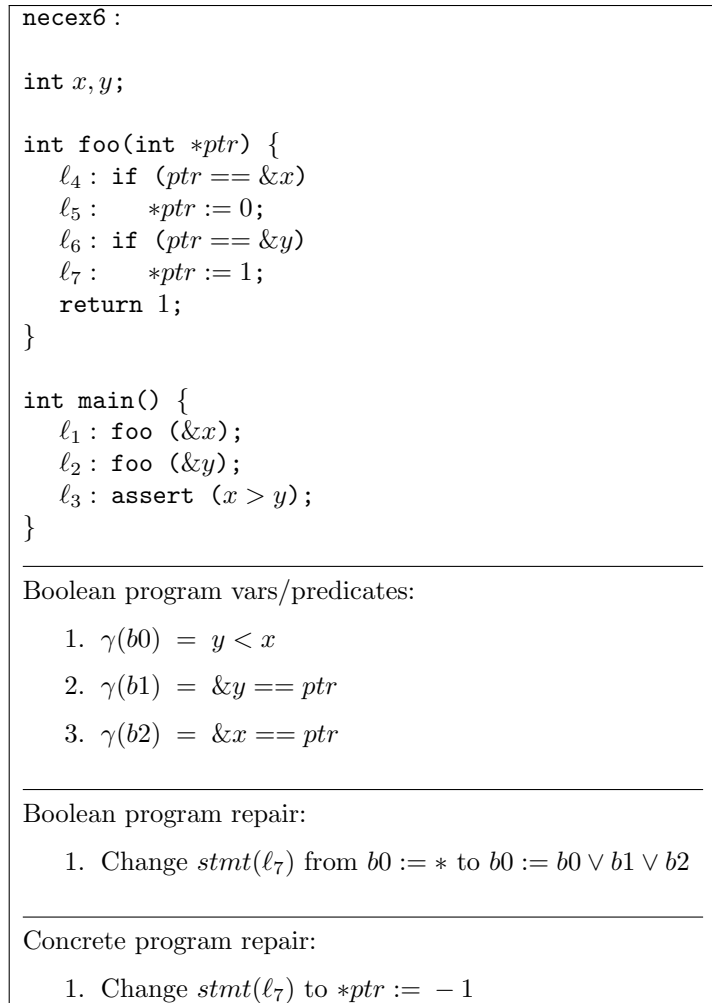 necex6 :
int x, y;
int foo(int *ptr) {
ℓ4 : if (ptr == &x)
ℓ5 : *ptr := 0;
ℓ6 : if (ptr == &y)
ℓ7 : *ptr := 1;
return 1;
}
int main() {
ℓ1 : foo (&x);
ℓ2 : foo (&y);
ℓ3 : assert (x > y);
}
Boolean program vars/predicates:
1. γ(b0) = y < x
2. γ(b1) = &y == ptr
3. γ(b2) = &x == ptr
Boolean program repair:
1. Change stmt(ℓ7) from b0 := * to b0 := b0 ∨ b1 ∨ b2
Concrete program repair:
1. Change stmt(ℓ7) to *ptr := − 1